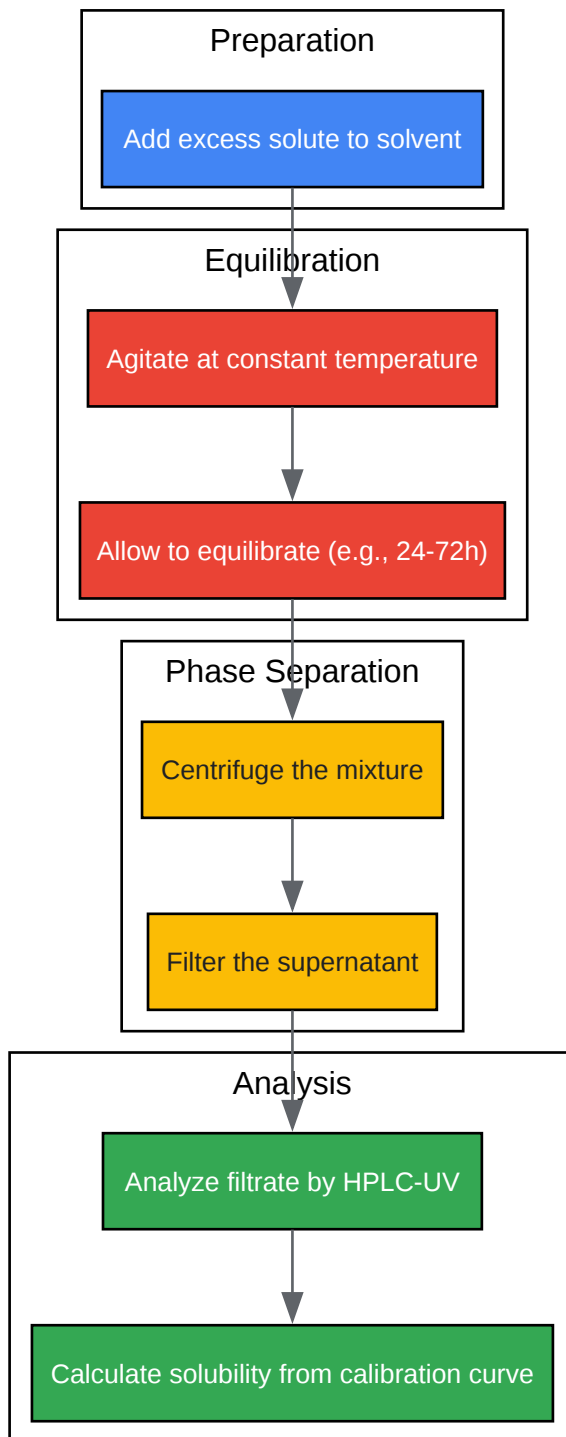 Preparation
Add excess solute to solvent
Equilibration
Agitate at constant temperature
Allow to equilibrate (e.g., 24-72h)
Phase Separation
Centrifuge the mixture
Filter the supernatant
Analysis
Analyze filtrate by HPLC-UV
Calculate solubility from calibration curve